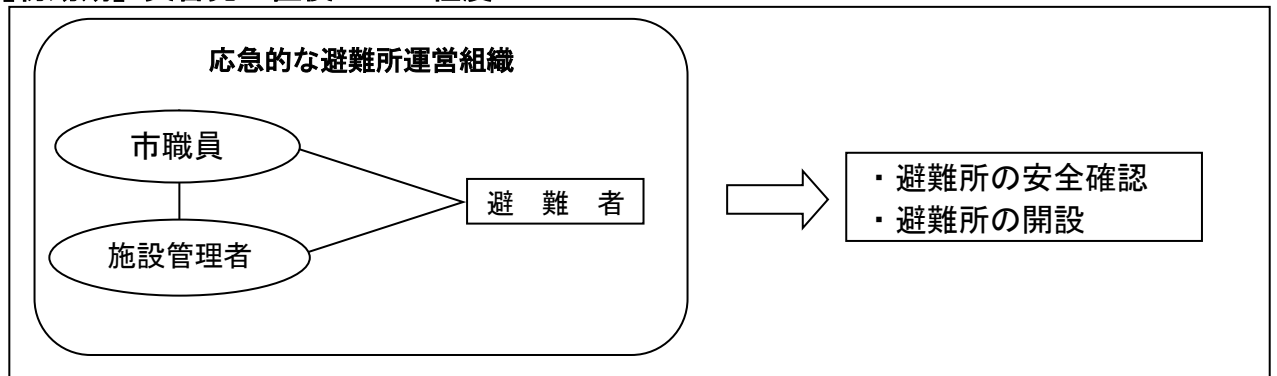 応急的な避難所運営組織
市職員
避　難　者
施設管理者
・避難所の安全確認
・避難所の開設